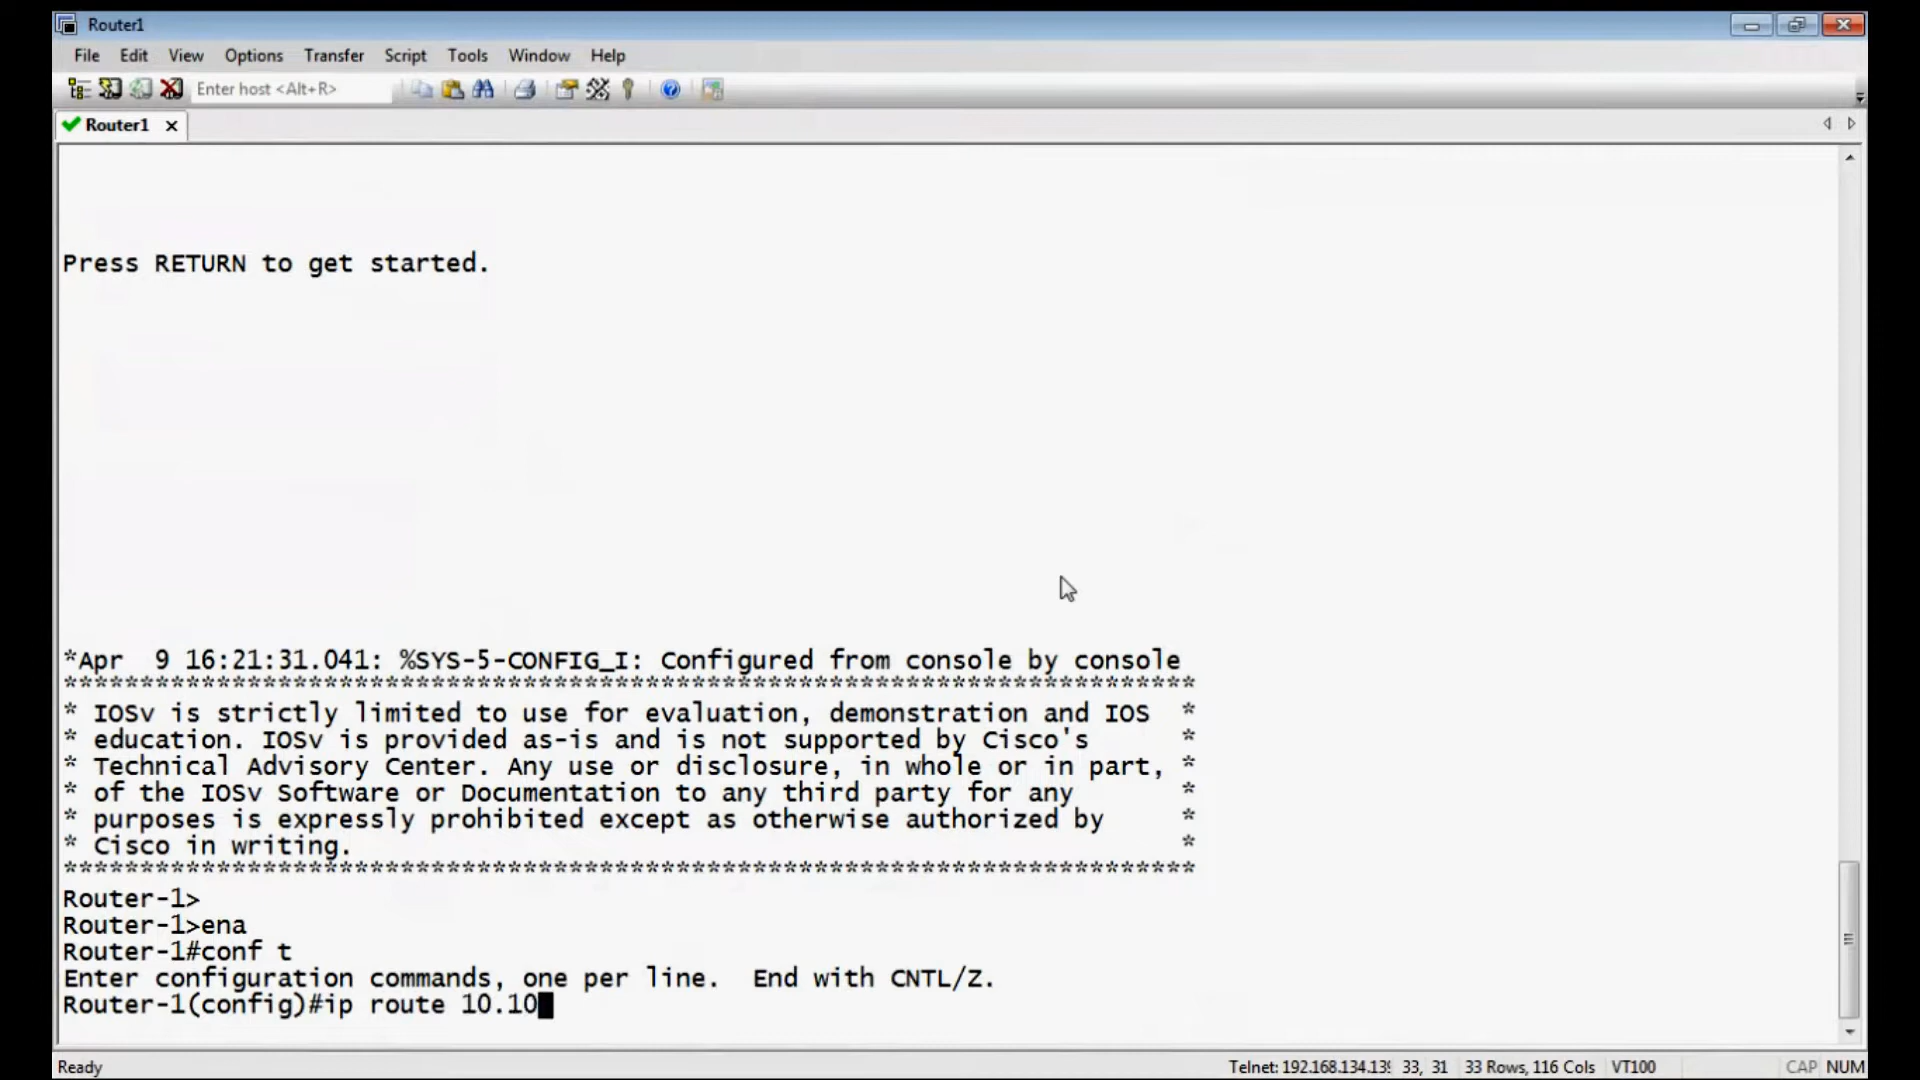 Router1
File Edit View Options Transfer Script Tools Window Help
Enter host <Alt+R>
Router1
Press RETURN to get started.
*Apr  9 16:21:31.041: %SYS-5-CONFIG_I: Configured from console by console
**************************************************************************
* IOSv is strictly limited to use for evaluation, demonstration and IOS  *
* education. IOSv is provided as-is and is not supported by Cisco's      *
* Technical Advisory Center. Any use or disclosure, in whole or in part, *
* of the IOSv Software or Documentation to any third party for any       *
* purposes is expressly prohibited except as otherwise authorized by     *
* Cisco in writing.                                                      *
**************************************************************************
Router-1>
Router-1>ena
Router-1#conf t
Enter configuration commands, one per line.  End with CNTL/Z.
Router-1(config)#ip route 10.10
Ready Telnet: 33, 31 33 Rows, 116 Cols VT100 CAP NUM